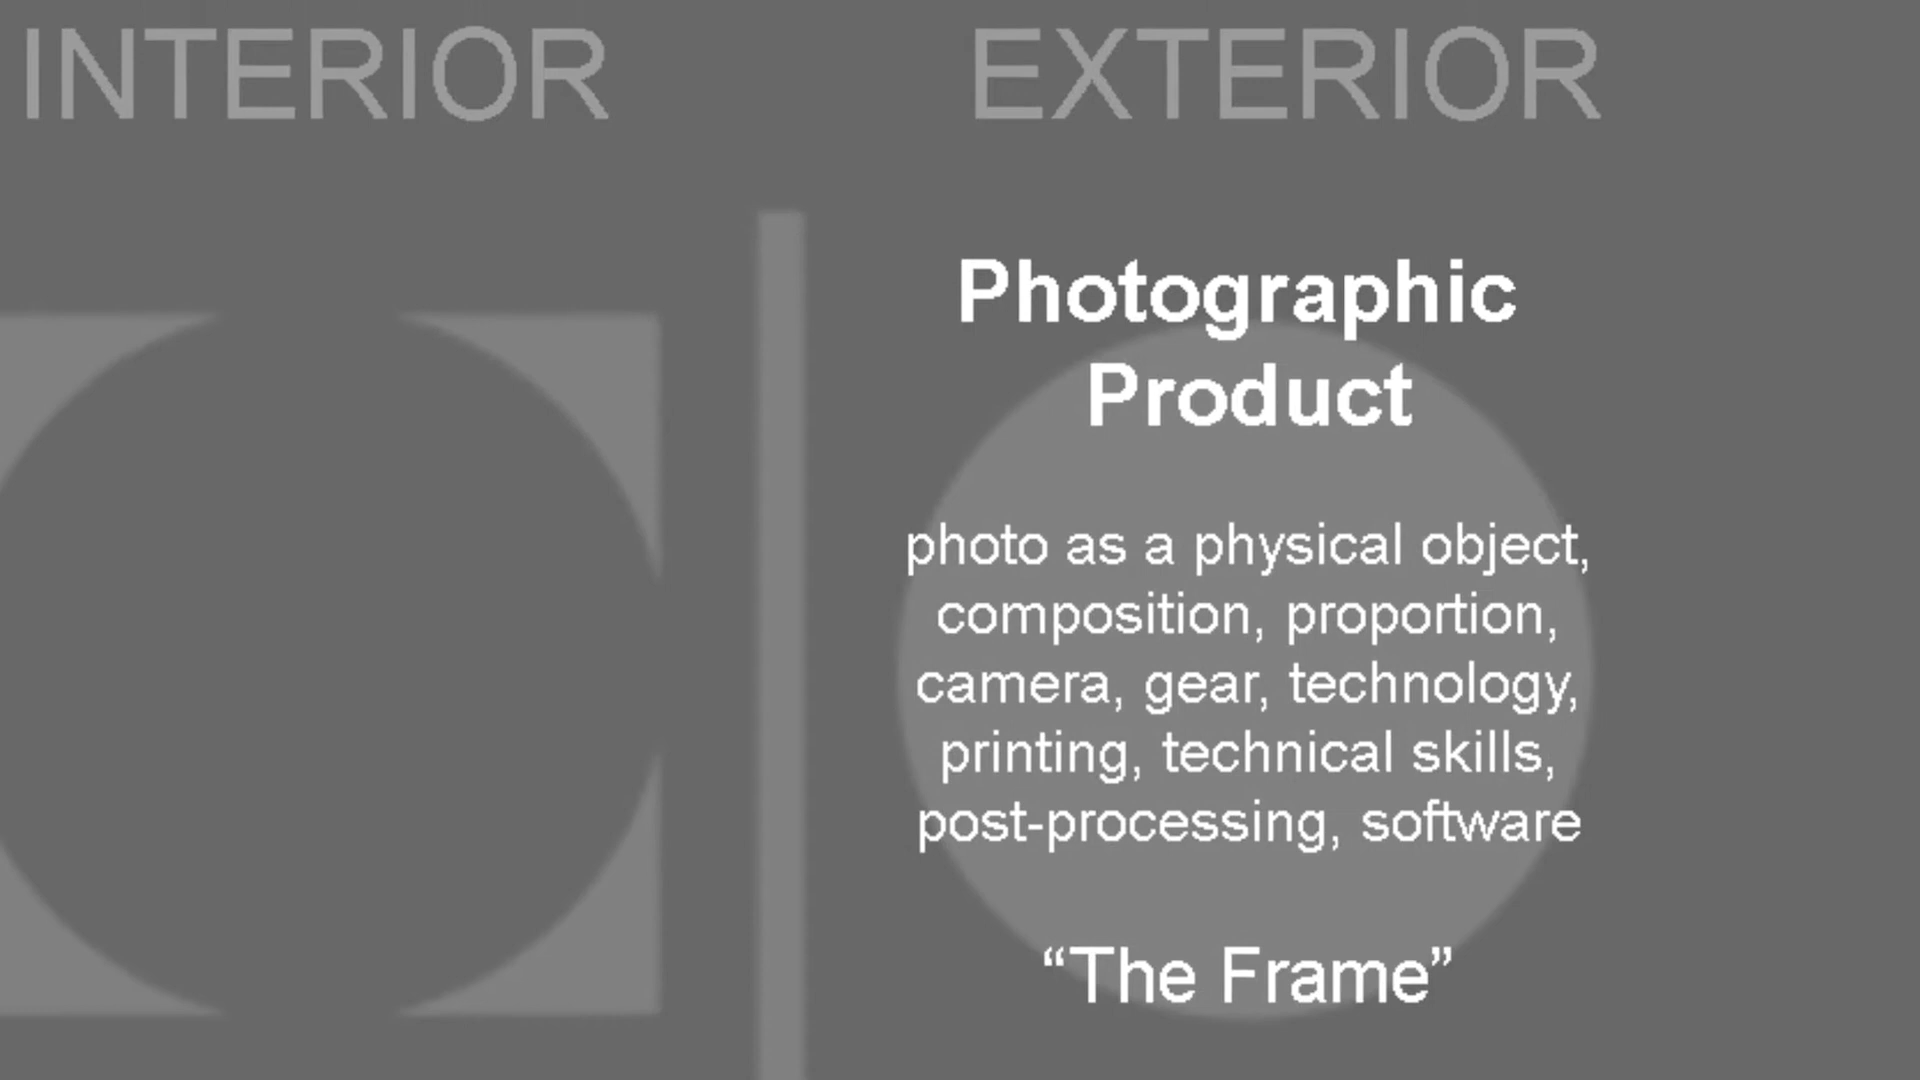 INTERIOR
EXTERIOR
Photographic
Product
photo as a physical object,
composition, proportion,
camera, gear, technology,
printing, technical skills,
post-processing, software
“The Frame”